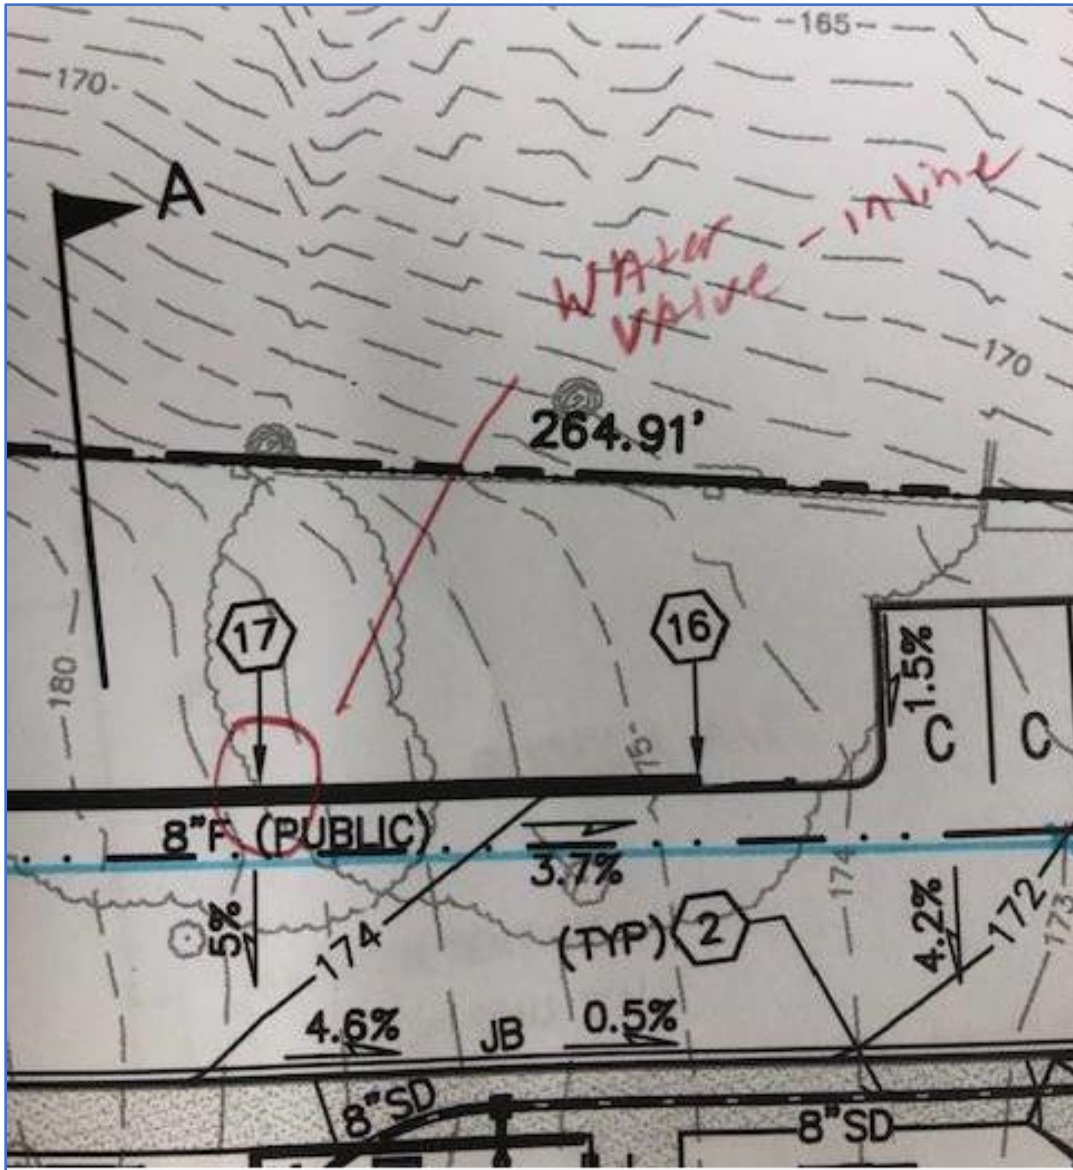 -165-
-170-
A
WAter
VAlve - inline
-170
264.91'
17
16
1.5%
-180
C
C
75-
8"F. (PUBLIC)
3.7%
5%
174
(TYP)
2
174
4.2%
172
173
4.6%
JB
0.5%
8"SD
8"SD